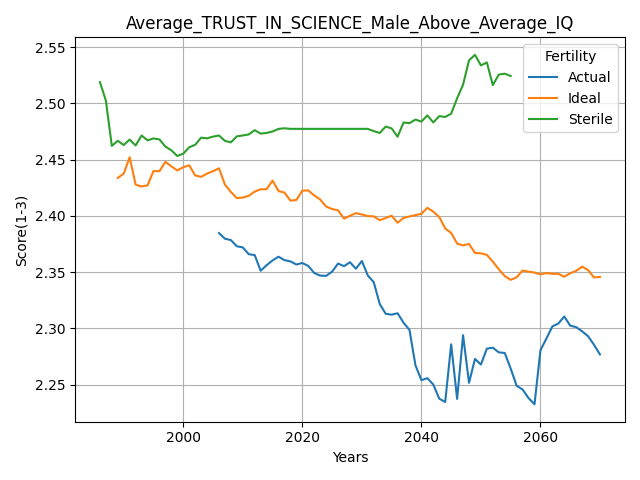 Average_TRUST_IN_SCIENCE_Male_Above_Average_IQ
Fertility
Actual
Ideal
Sterile
Score(1-3)
2.55
2.50
2.45
2.40
2.35
2.30
2.25
2000
2020
2040
2060
Years